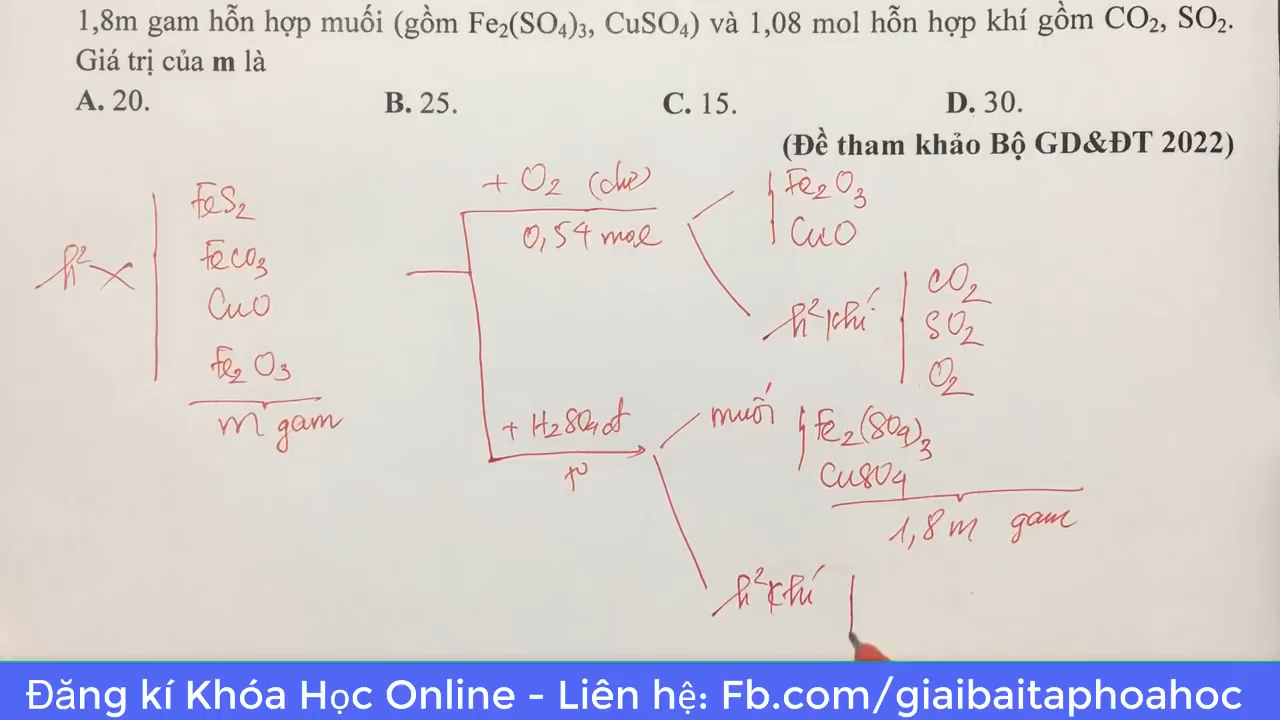 1,8m gam hỗn hợp muối (gồm Fe₂(SO₄)₃, CuSO₄) và 1,08 mol hỗn hợp khí gồm CO₂, SO₂.
Giá trị của m là
A. 20. B. 25. C. 15. D. 30.
(Đề tham khảo Bộ GD&ĐT 2022)
h² X
FeS₂
FeCO₃
CuO
Fe₂O₃
m gam
+ O₂ (dư)
0,54 mol
Fe₂O₃
CuO
h² khí
CO₂
SO₂
O₂
+ H₂SO₄ đ
t°
muối
Fe₂(SO₄)₃
CuSO₄
1,8m gam
h² khí
Đăng kí Khóa Học Online - Liên hệ: Fb.com/giaibaitaphoahoc